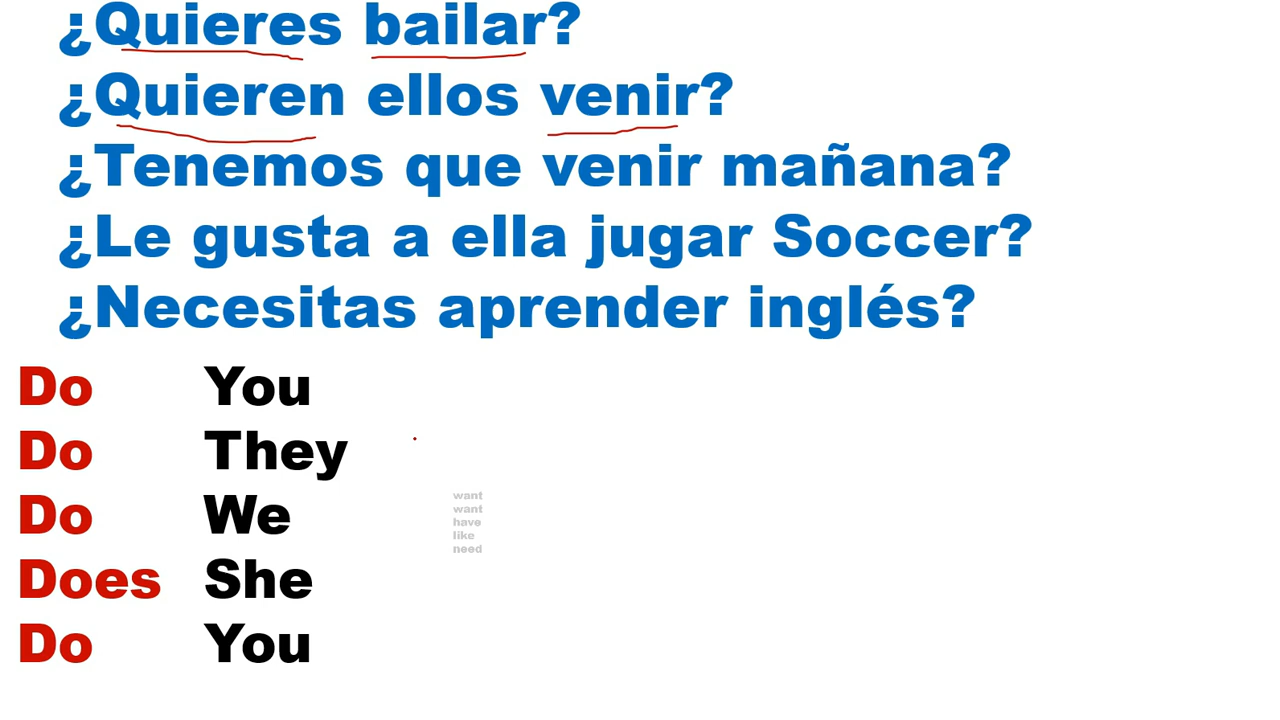 ¿Quieres bailar?
¿Quieren ellos venir?
¿Tenemos que venir mañana?
¿Le gusta a ella jugar Soccer?
¿Necesitas aprender inglés?
Do You
Do They
Do We
Does She
Do You
want
want
have
like
need